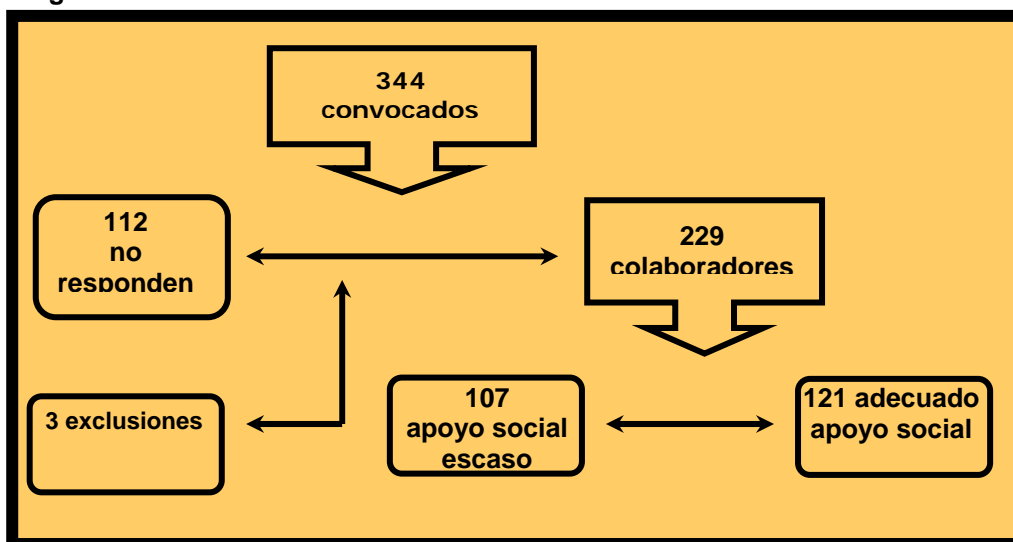 344
convocados
112
no
responden
229
colaboradores
3 exclusiones
107
apoyo social
escaso
121 adecuado
apoyo social